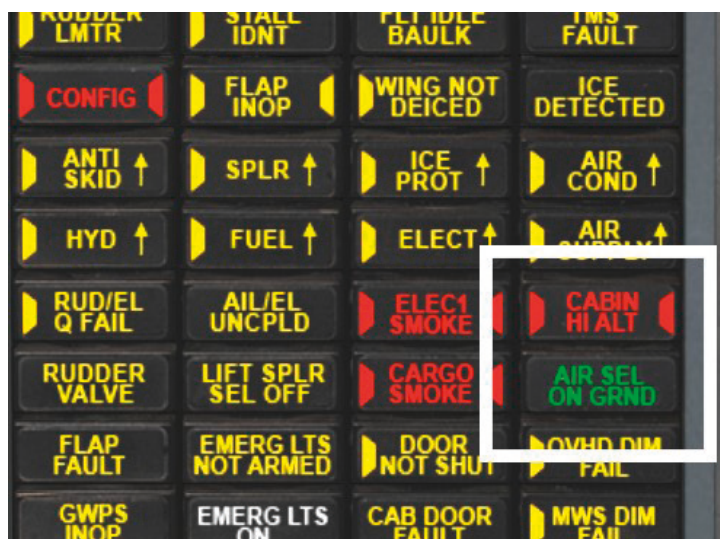 RUDDER STALL FLT IDLE TMS
LMTR IDNT BAULK FAULT
CONFIG FLAP INOP WING NOT DEICED ICE DETECTED
ANTI SKID ↑ SPLR ↑ ICE PROT ↑ AIR COND ↑
HYD ↑ FUEL ↑ ELECT ↑ AIR SUPPLY ↑
RUD/EL Q FAIL AIL/EL UNCPLD ELEC1 SMOKE CABIN HI ALT
RUDDER VALVE LIFT SPLR SEL OFF CARGO SMOKE AIR SEL ON GRND
FLAP FAULT EMERG LTS NOT ARMED DOOR NOT SHUT OVHD DIM FAIL
GWPS INOP EMERG LTS ON CAB DOOR FAULT MWS DIM FAIL